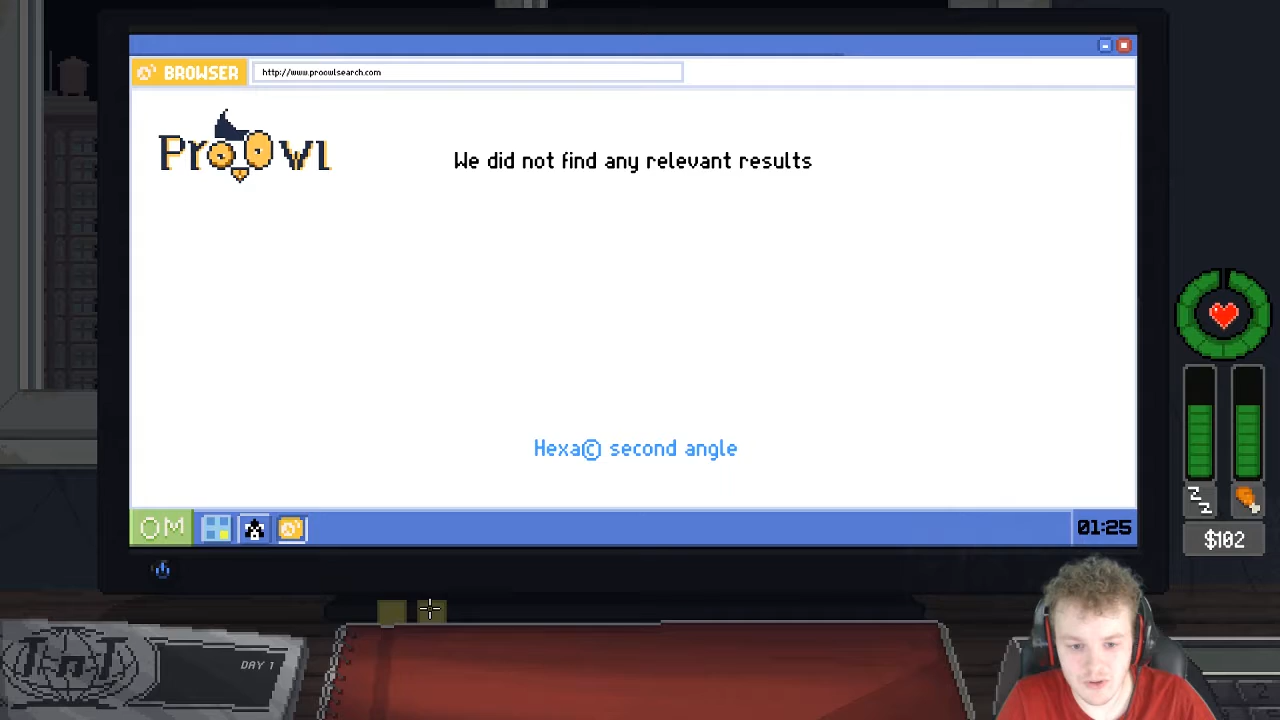 BROWSER
http://www.proowlsearch.com
PrOOwl
We did not find any relevant results
Hexa© second angle
OM
01:25
$102
TnT
DAY 1